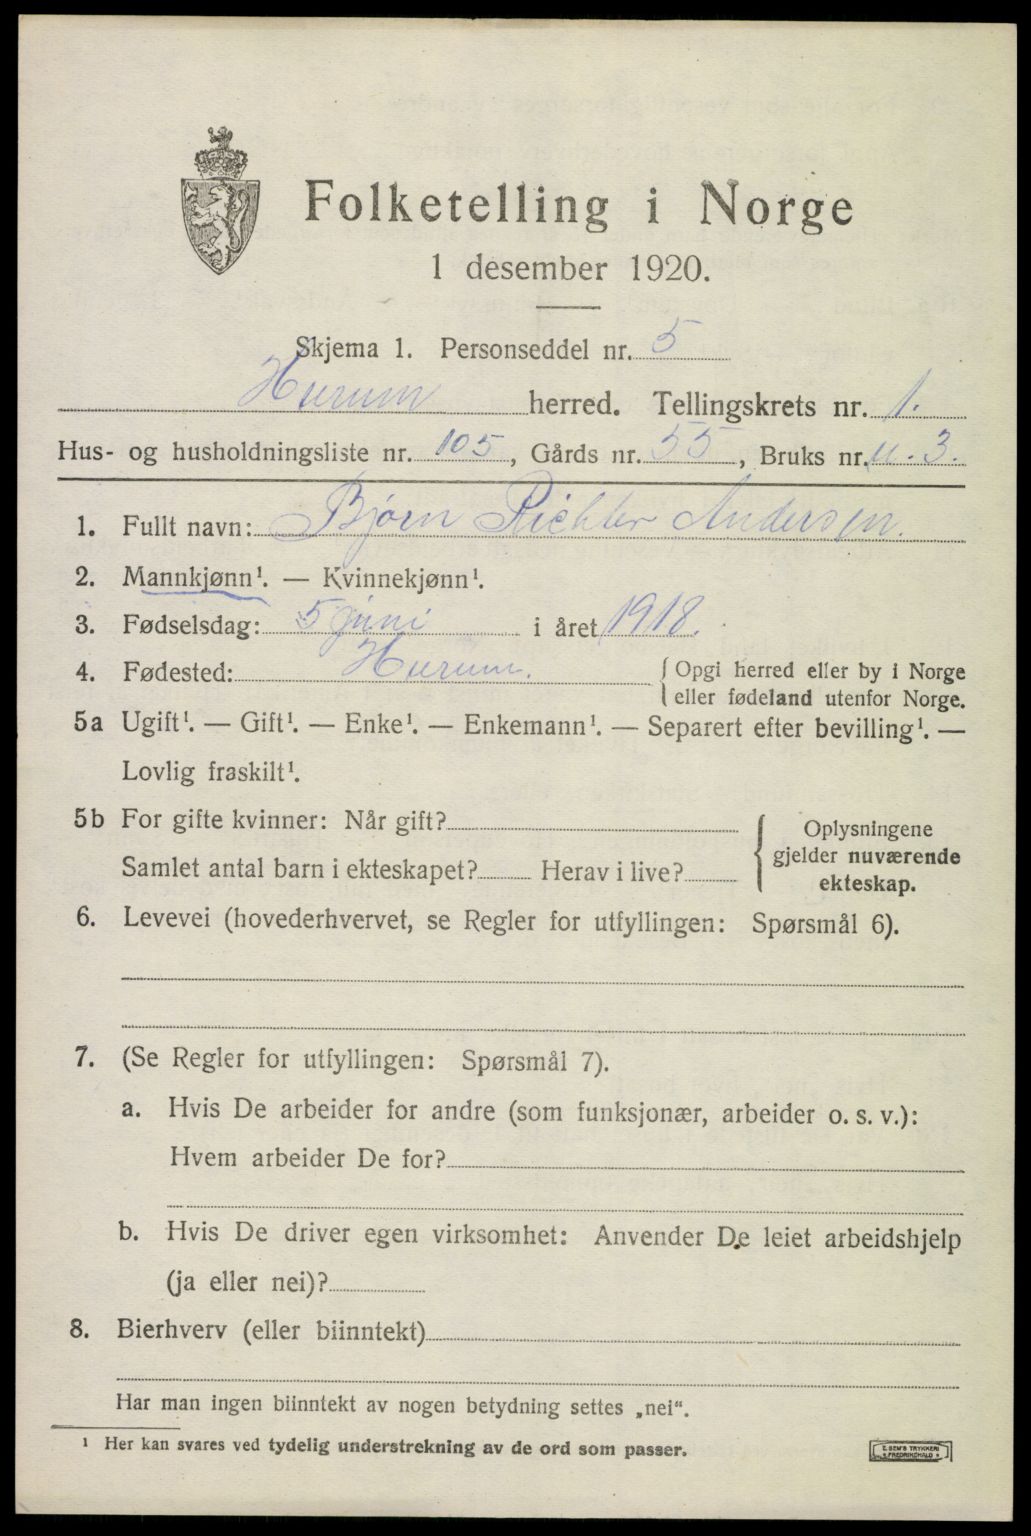 Folketelling i Norge
1 desember 1920.
Skjema 1. Personseddel nr. 5
Hurum herred. Tellingskrets nr. 1.
Hus- og husholdningsliste nr. 105, Gårds nr. 55, Bruks nr. u. 3.
1. Fullt navn: Bjørn Richter Andersen.
2. Mannkjønn¹. — Kvinnekjønn¹.
3. Fødselsdag: 5 juni i året 1918.
4. Fødested: Hurum. { Opgi herred eller by i Norge
eller fødeland utenfor Norge.
5a Ugift¹. — Gift¹. — Enke¹. — Enkemann¹. — Separert efter bevilling¹. —
Lovlig fraskilt¹.
5b For gifte kvinner: Når gift?
Samlet antal barn i ekteskapet? Herav i live?
{ Oplysningene
gjelder nuværende
ekteskap.
6. Levevei (hovederhvervet, se Regler for utfyllingen: Spørsmål 6).
7. (Se Regler for utfyllingen: Spørsmål 7).
a. Hvis De arbeider for andre (som funksjonær, arbeider o. s. v.):
Hvem arbeider De for?
b. Hvis De driver egen virksomhet: Anvender De leiet arbeidshjelp
(ja eller nei)?
8. Bierhverv (eller biinntekt)
Har man ingen biinntekt av nogen betydning settes „nei“.
¹ Her kan svares ved tydelig understrekning av de ord som passer.
E. SEM'S TRYKKERI
FREDRIKSHALD